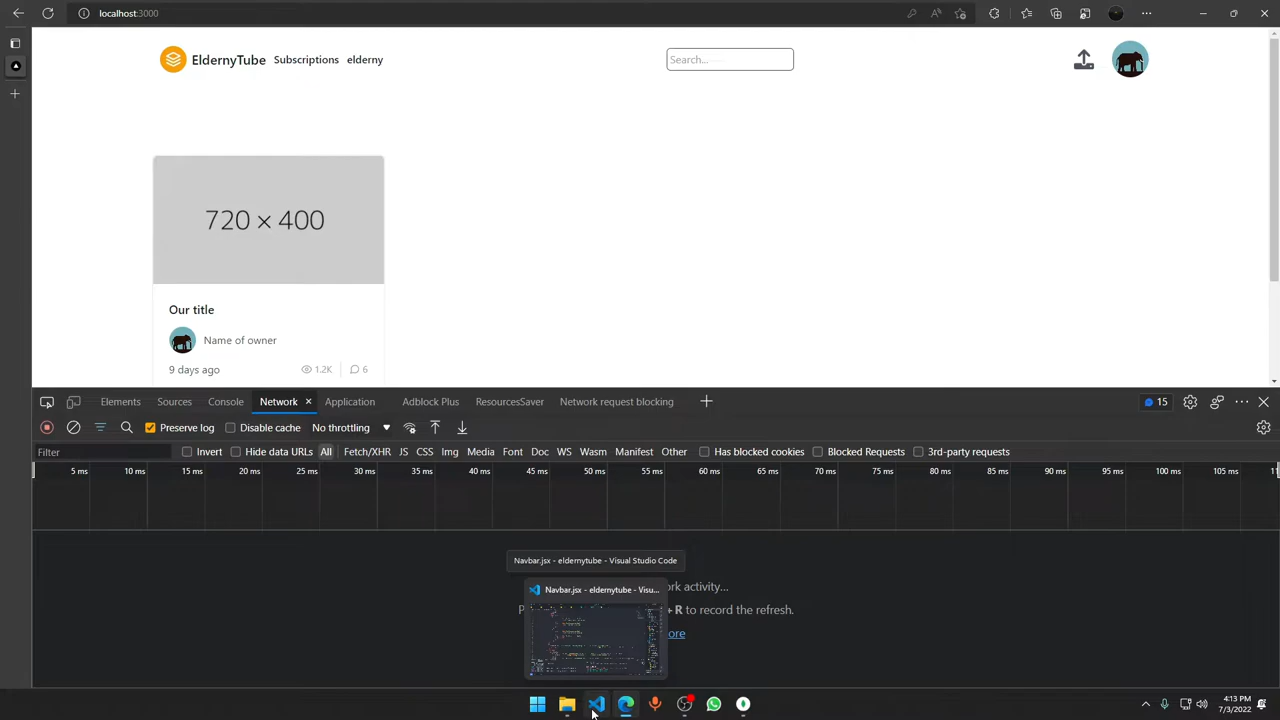 localhost:3000
EldernyTube Subscriptions elderny
Search...
720 × 400
Our title
Name of owner
9 days ago 1.2K 6
Elements Sources Console Network × Application Adblock Plus ResourcesSaver Network request blocking 15
Preserve log Disable cache No throttling
Filter Invert Hide data URLs All Fetch/XHR JS CSS Img Media Font Doc WS Wasm Manifest Other Has blocked cookies Blocked Requests 3rd-party requests
5 ms 10 ms 15 ms 20 ms 25 ms 30 ms 35 ms 40 ms 45 ms 50 ms 55 ms 60 ms 65 ms 70 ms 75 ms 80 ms 85 ms 90 ms 95 ms 100 ms 105 ms 11
Navbar.jsx - eldernytube - Visual Studio Code
Navbar.jsx - eldernytube - Visu...
rk activity...
P + R to record the refresh.
ore
4:13 PM
7/3/2022